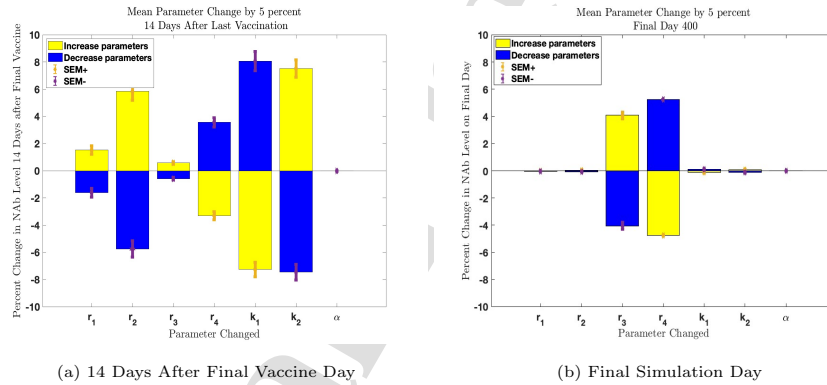 Mean Parameter Change by 5 percent
14 Days After Last Vaccination
Percent Change in NAb Level 14 Days after Final Vaccine
10
8
6
4
2
0
-2
-4
-6
-8
-10
Increase parameters
Decrease parameters
SEM+
SEM-
r1
r2
r3
r4
k1
k2
α
Parameter Changed
(a) 14 Days After Final Vaccine Day
Mean Parameter Change by 5 percent
Final Day 400
Percent Change in NAb Level on Final Day
10
8
6
4
2
0
-2
-4
-6
-8
-10
Increase parameters
Decrease parameters
SEM+
SEM-
r1
r2
r3
r4
k1
k2
α
Parameter Changed
(b) Final Simulation Day